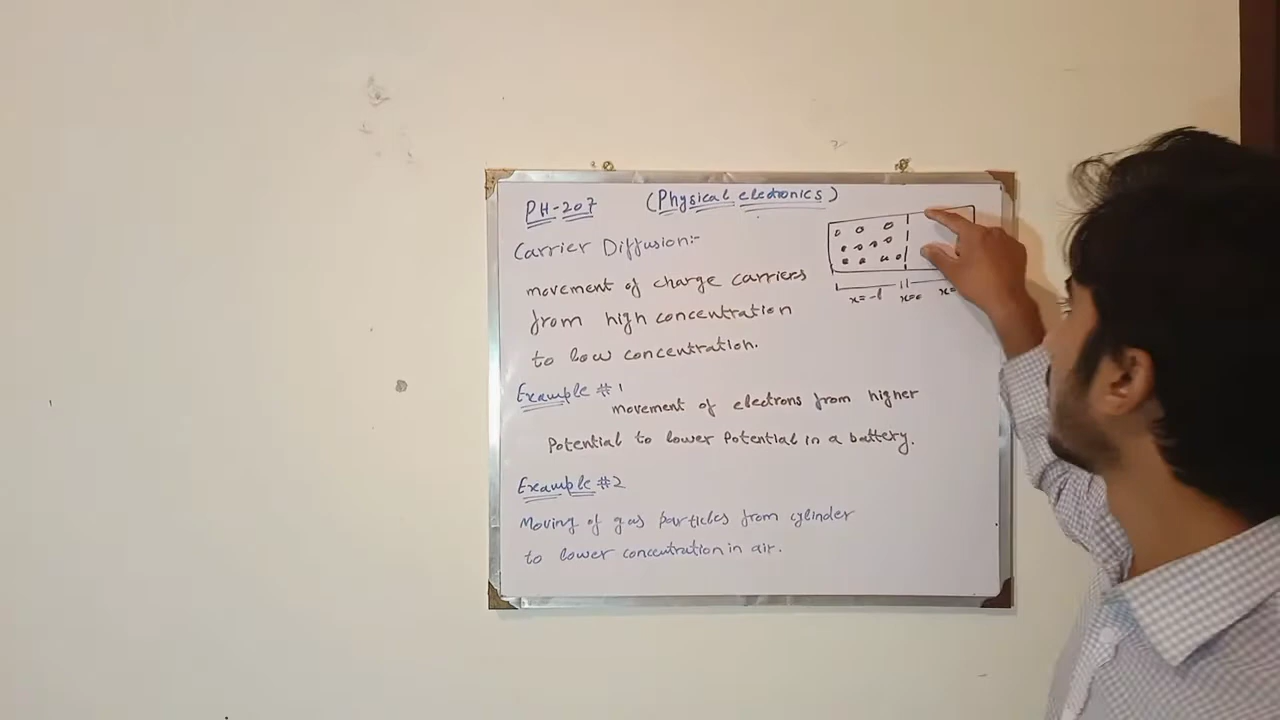 PH-207 (Physical electronics)
Carrier Diffusion:-
movement of charge carriers
from high concentration
to low concentration.
x=-l x=0 x=
Example #1
movement of electrons from higher
Potential to lower Potential in a battery.
Example #2
Moving of gas particles from cylinder
to lower concentration in air.